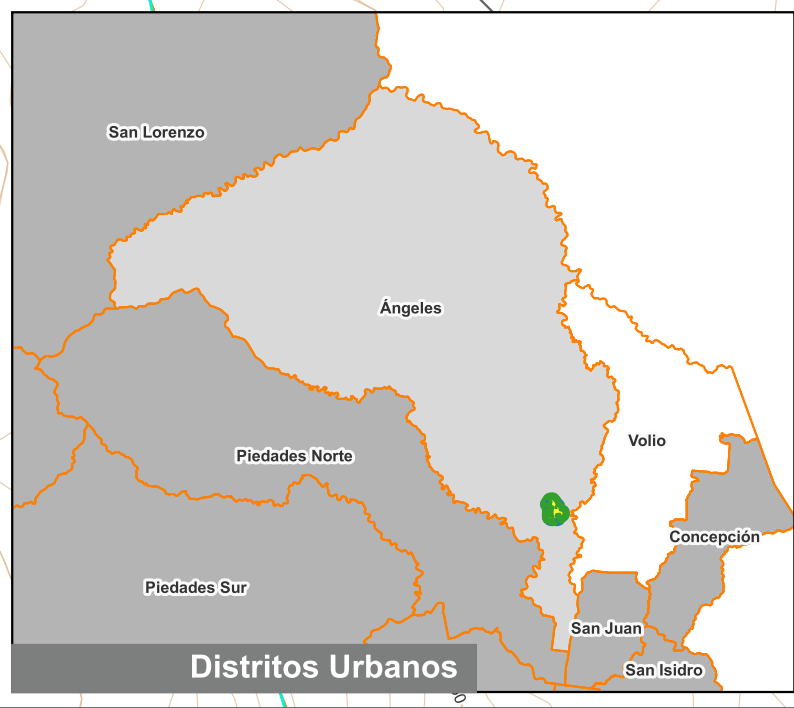 San Lorenzo
Ángeles
Volio
Piedades Norte
Concepción
Piedades Sur
San Juan
Distritos Urbanos
San Isidro